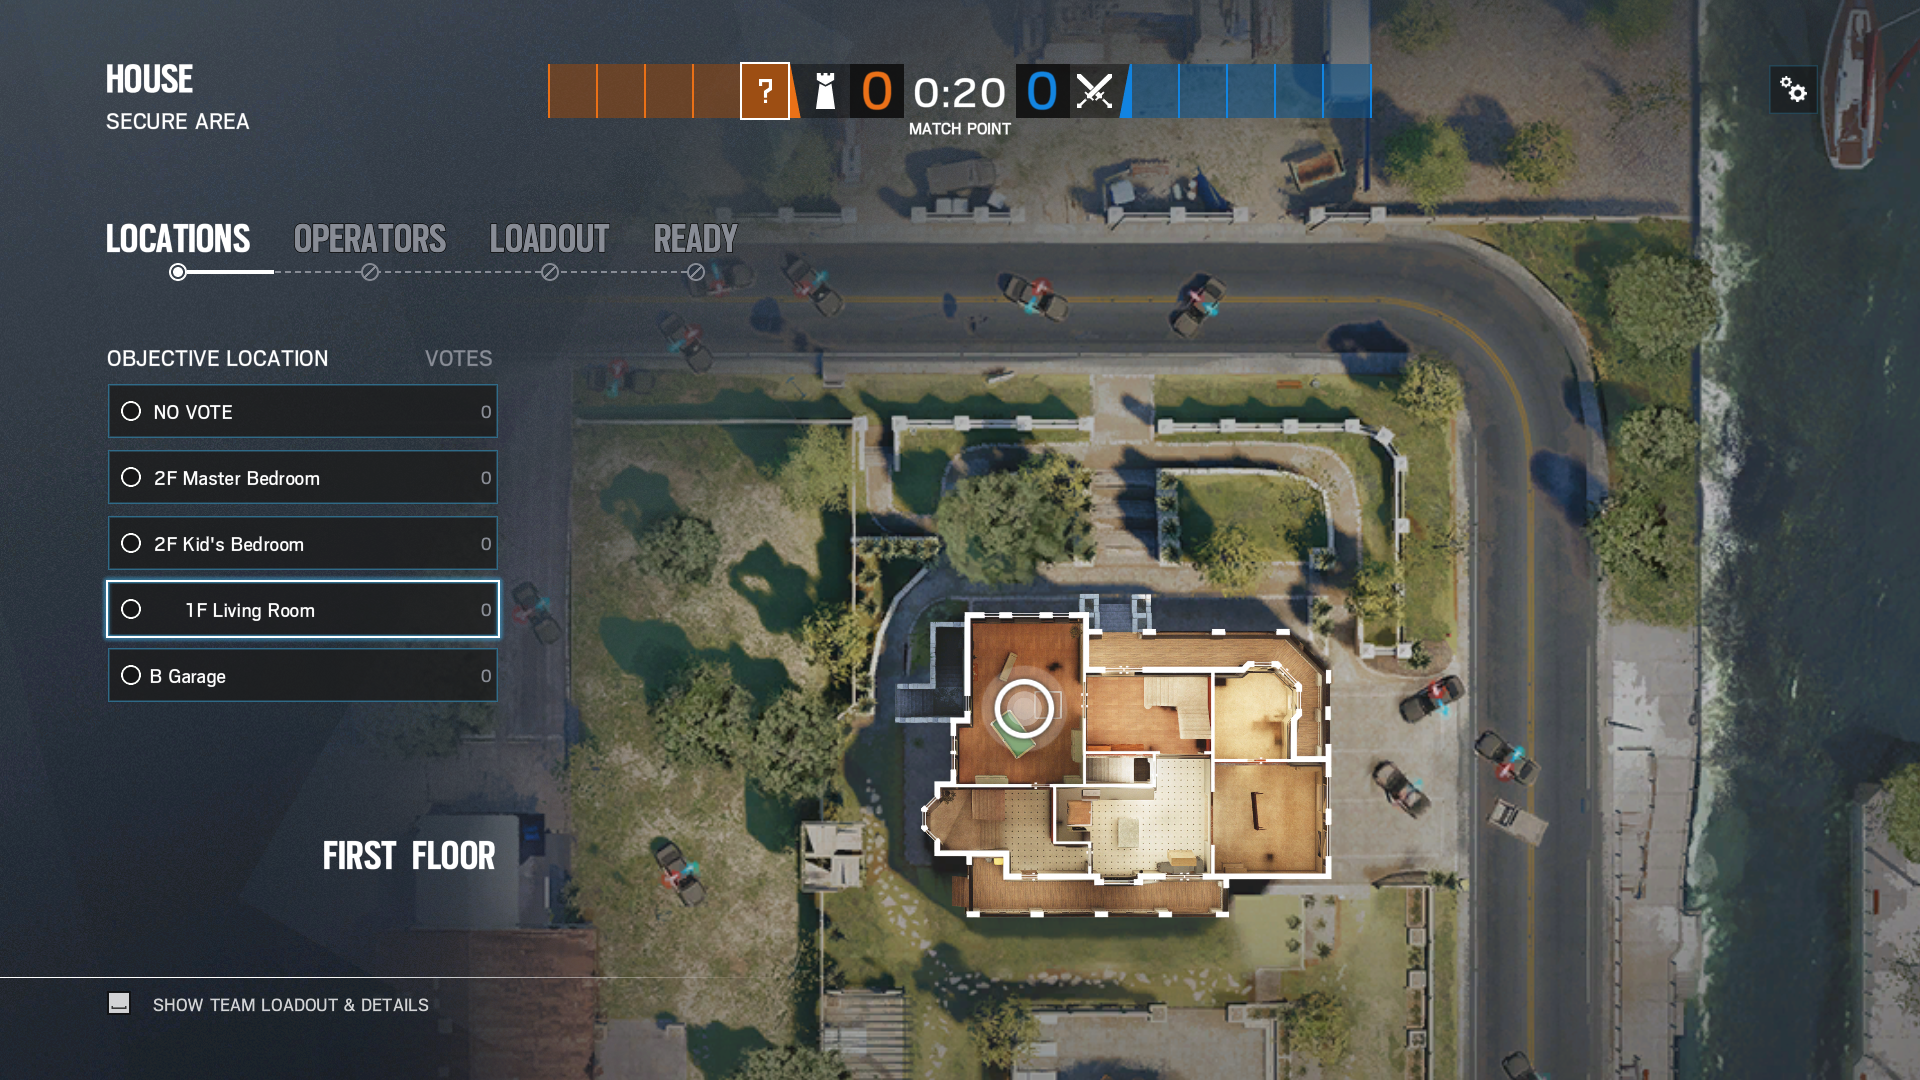 HOUSE
SECURE AREA
?
0
0:20
0
MATCH POINT
LOCATIONS
OPERATORS
LOADOUT
READY
OBJECTIVE LOCATION
VOTES
NO VOTE
0
2F Master Bedroom
0
2F Kid's Bedroom
0
1F Living Room
0
B Garage
0
FIRST FLOOR
SHOW TEAM LOADOUT & DETAILS